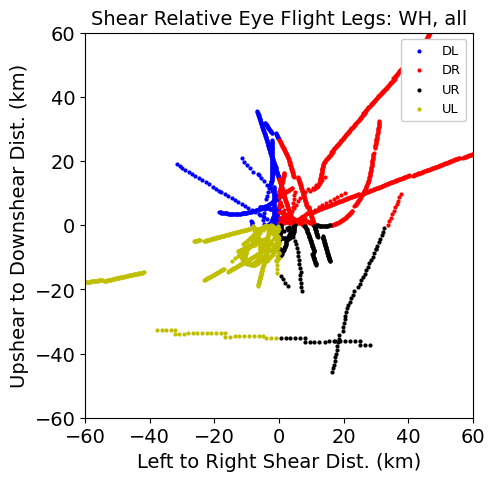 Shear Relative Eye Flight Legs: WH, all
DL
DR
UR
UL
Upshear to Downshear Dist. (km)
60
40
20
0
−20
−40
−60
−60 −40 −20 0 20 40 60
Left to Right Shear Dist. (km)